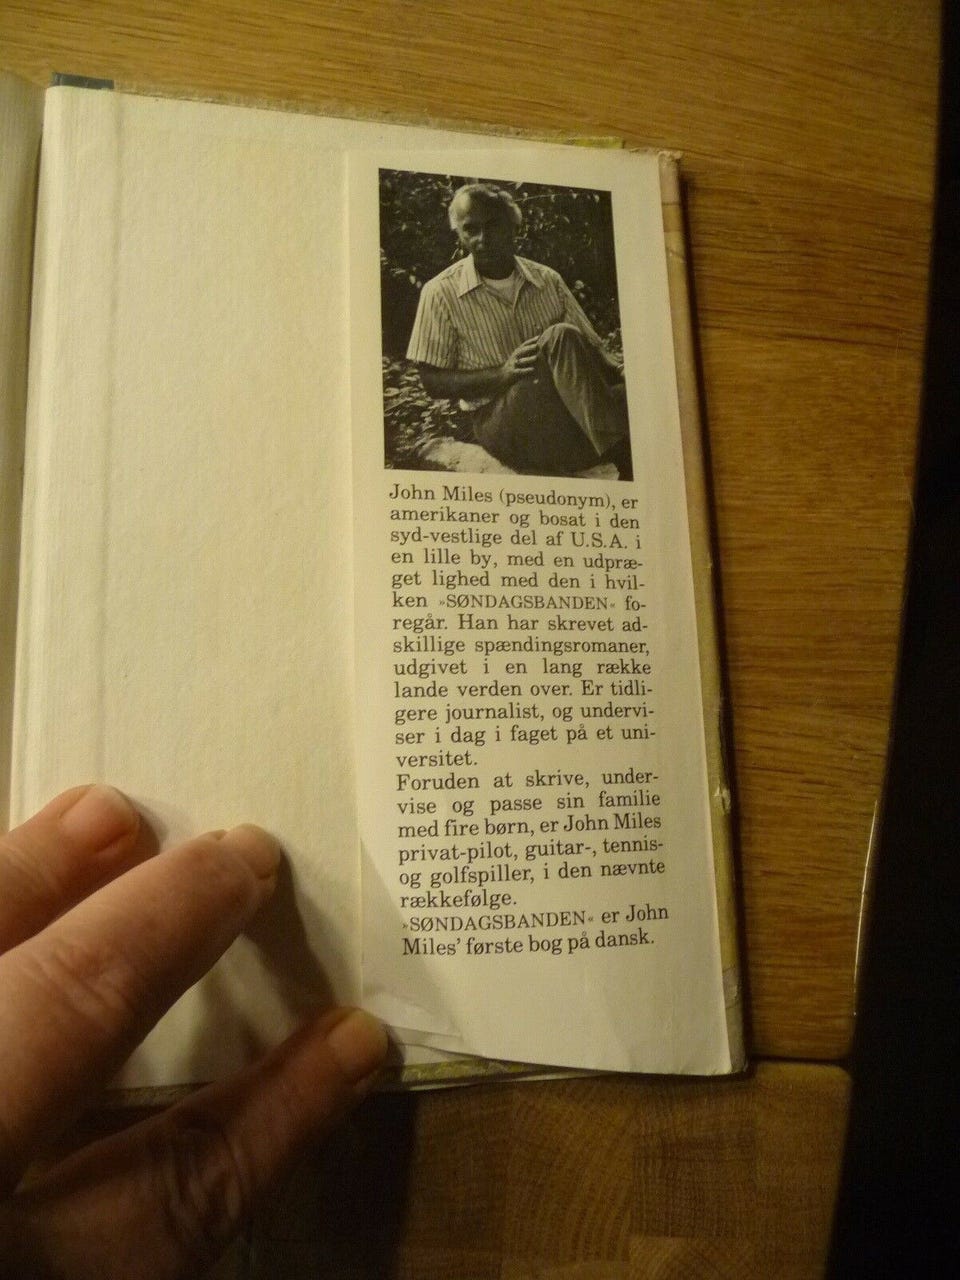 John Miles (pseudonym), er
amerikaner og bosat i den
syd-vestlige del af U.S.A. i
en lille by, med en udpræ-
get lighed med den i hvil-
ken »SØNDAGSBANDEN« fo-
regår. Han har skrevet ad-
skillige spændingsromaner,
udgivet i en lang række
lande verden over. Er tidli-
gere journalist, og undervi-
ser i dag i faget på et uni-
versitet.
Foruden at skrive, under-
vise og passe sin familie
med fire børn, er John Miles
privat-pilot, guitar-, tennis-
og golfspiller, i den nævnte
rækkefølge.
»SØNDAGSBANDEN« er John
Miles' første bog på dansk.